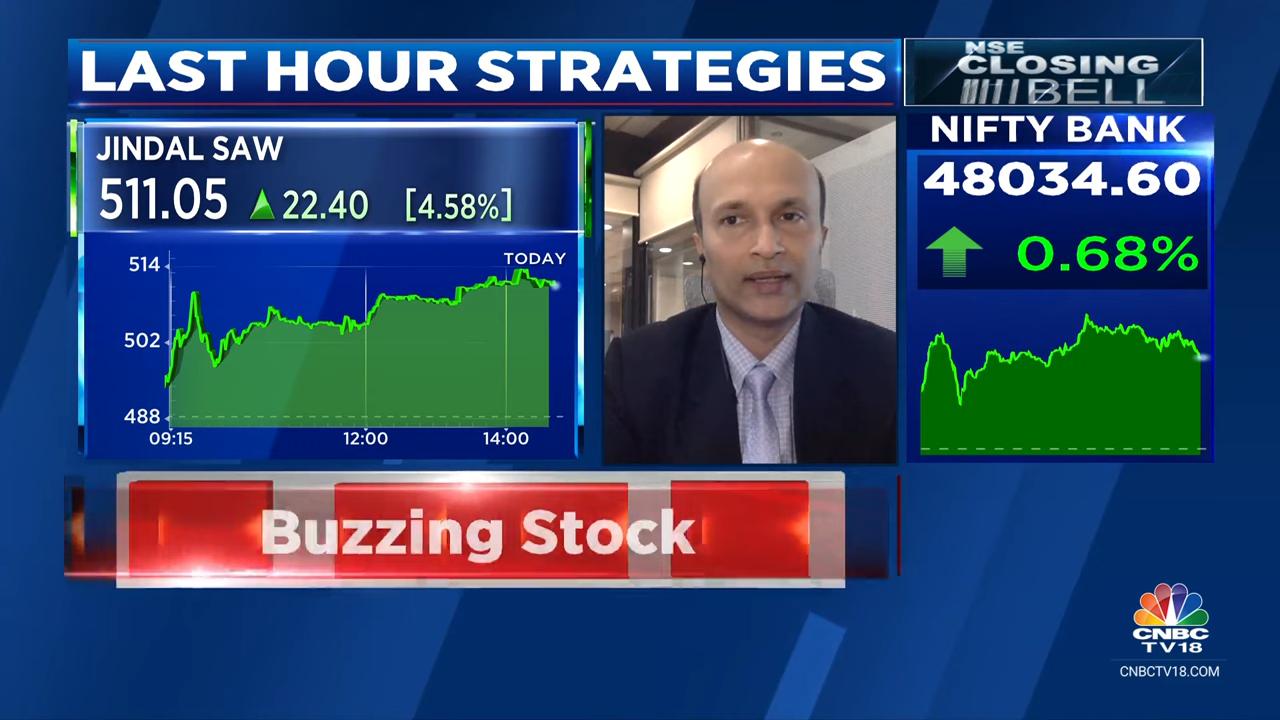 LAST HOUR STRATEGIES
NSE
CLOSING
BELL
JINDAL SAW
511.05 ▲ 22.40 [4.58%]
TODAY
514
502
488
09:15 12:00 14:00
NIFTY BANK
48034.60
0.68%
Buzzing Stock
CNBC
TV18
CNBCTV18.COM